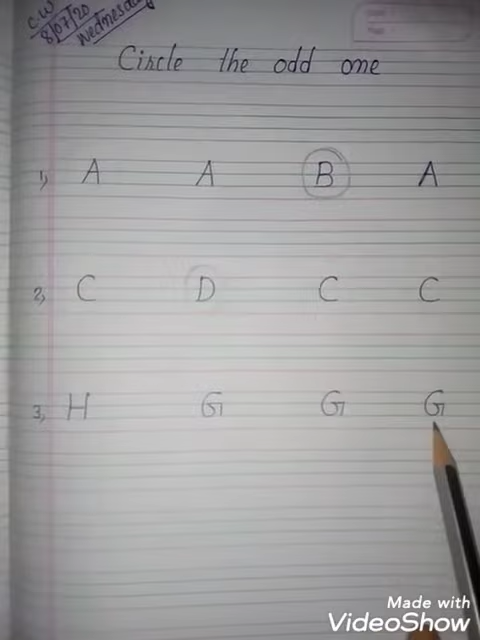 C.W
8/07/20
Wednesday
Circle the odd one
1, A A B A
2, C D C C
3, H G G G
Made with
VideoShow